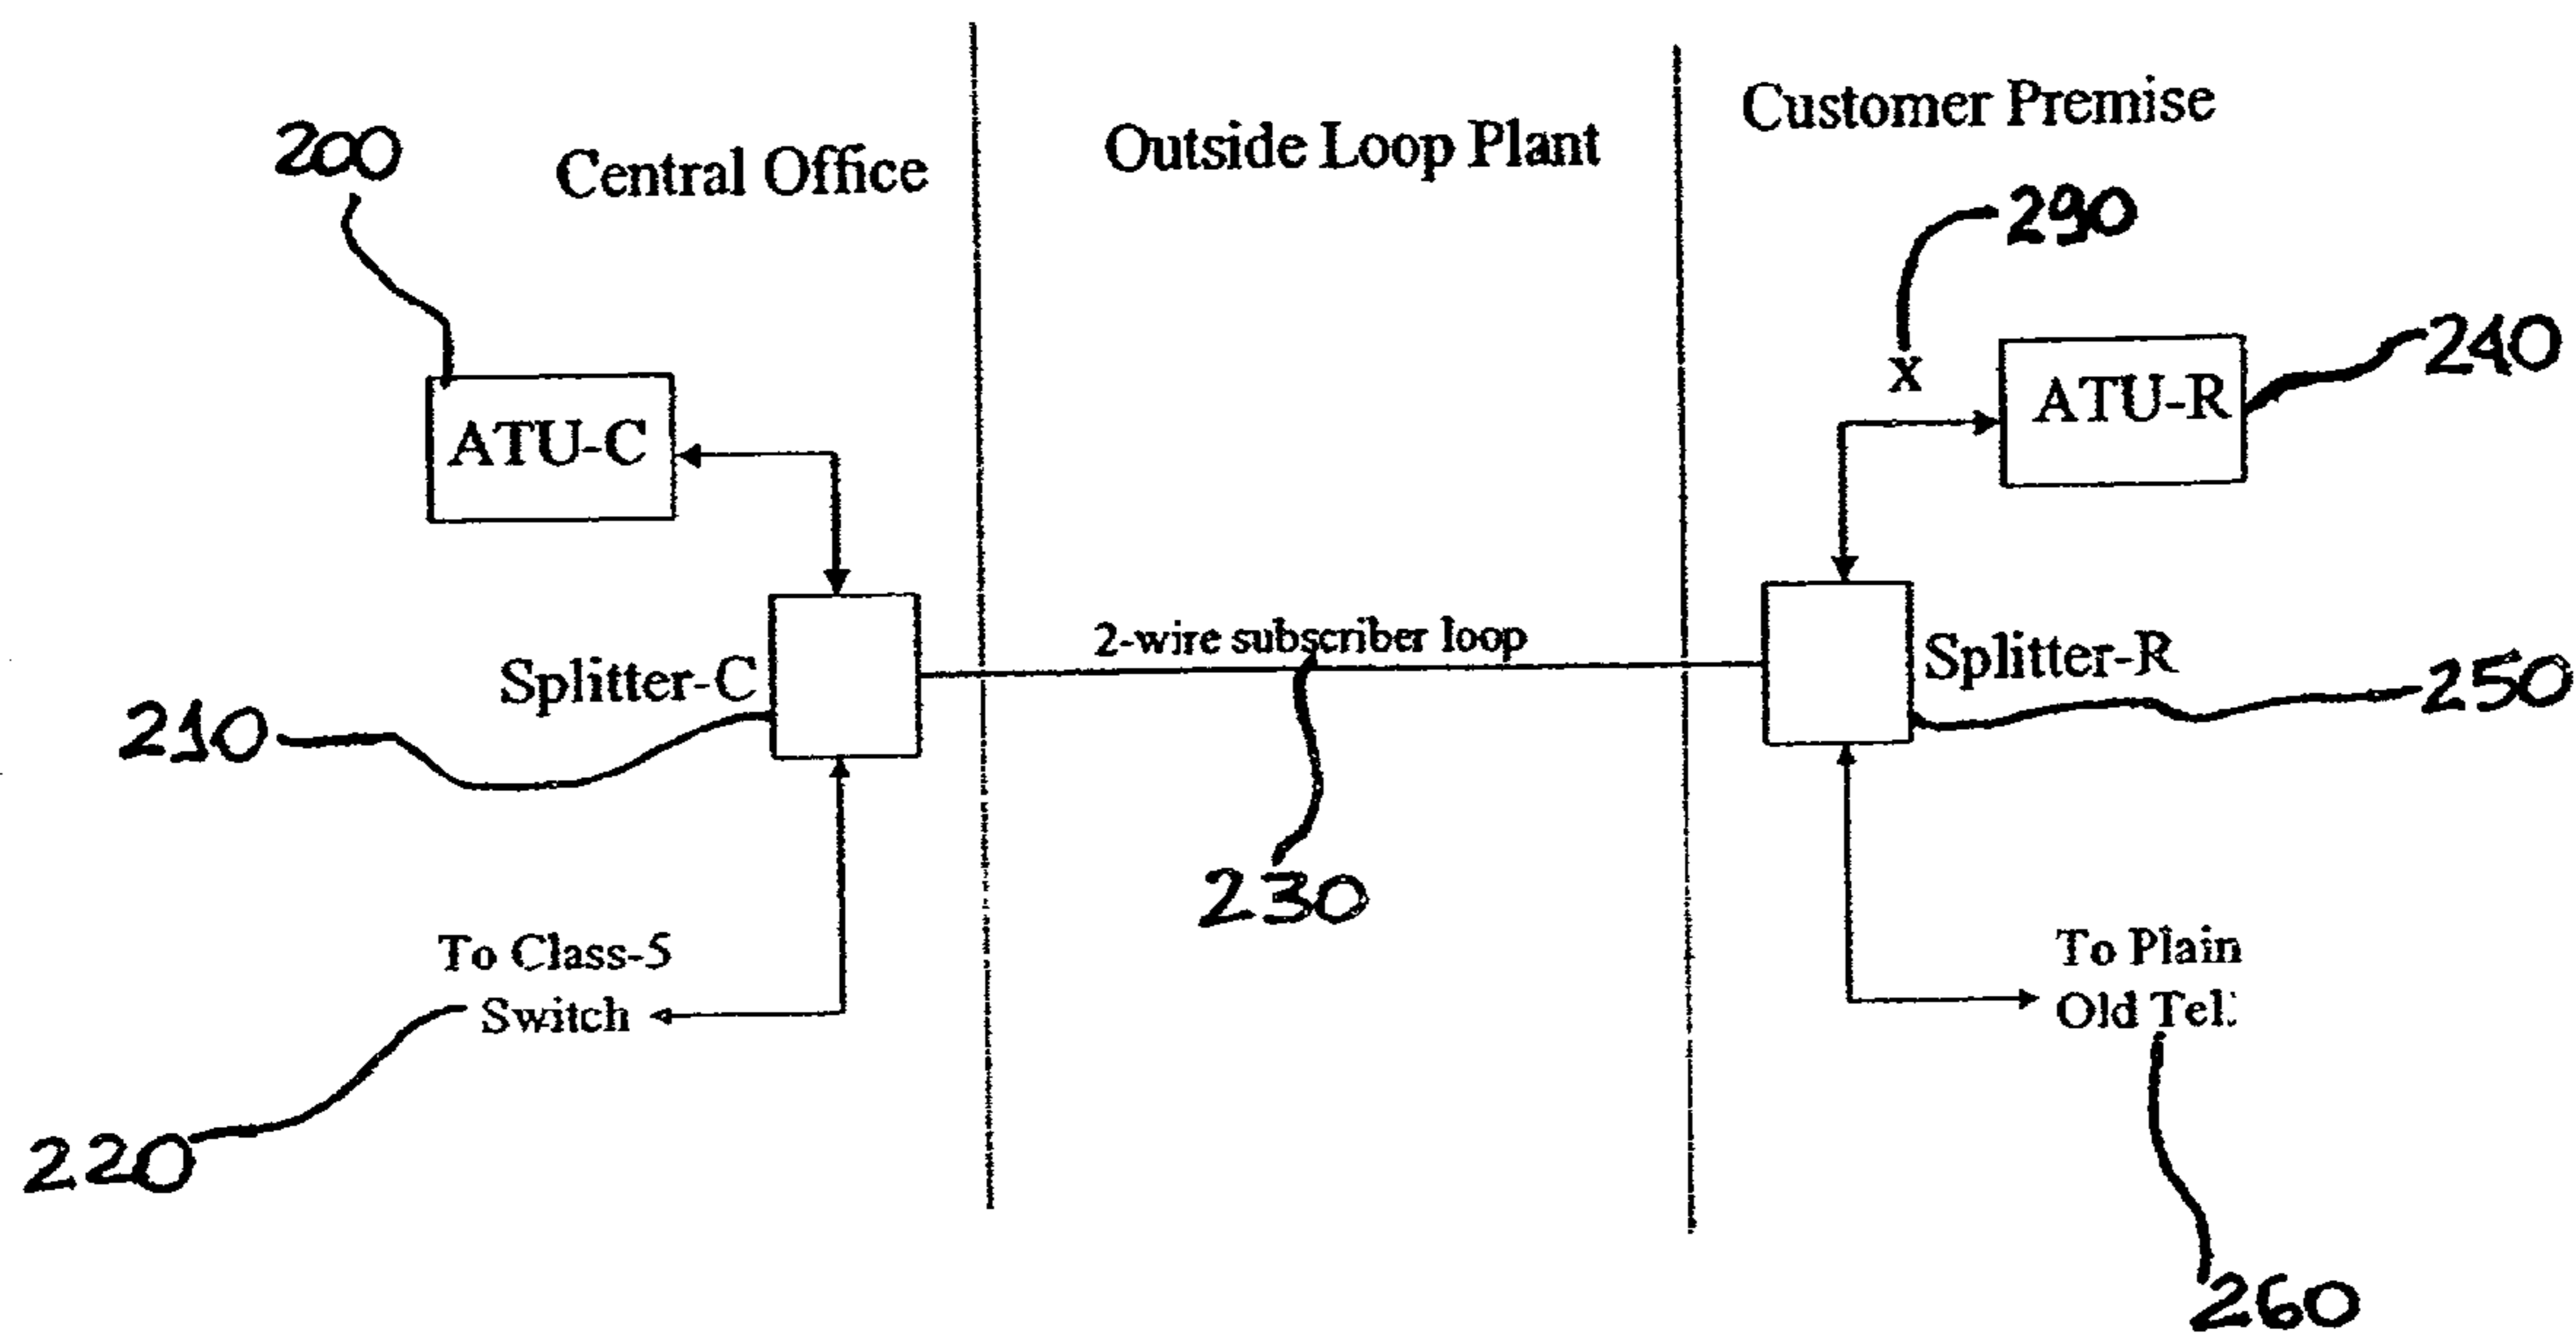 Central Office
Outside Loop Plant
Customer Premise
200
290
ATU-C
X
ATU-R
240
2-wire subscriber loop
Splitter-C
Splitter-R
210
250
230
To Class-5
Switch
To Plain
Old Tel.
220
260